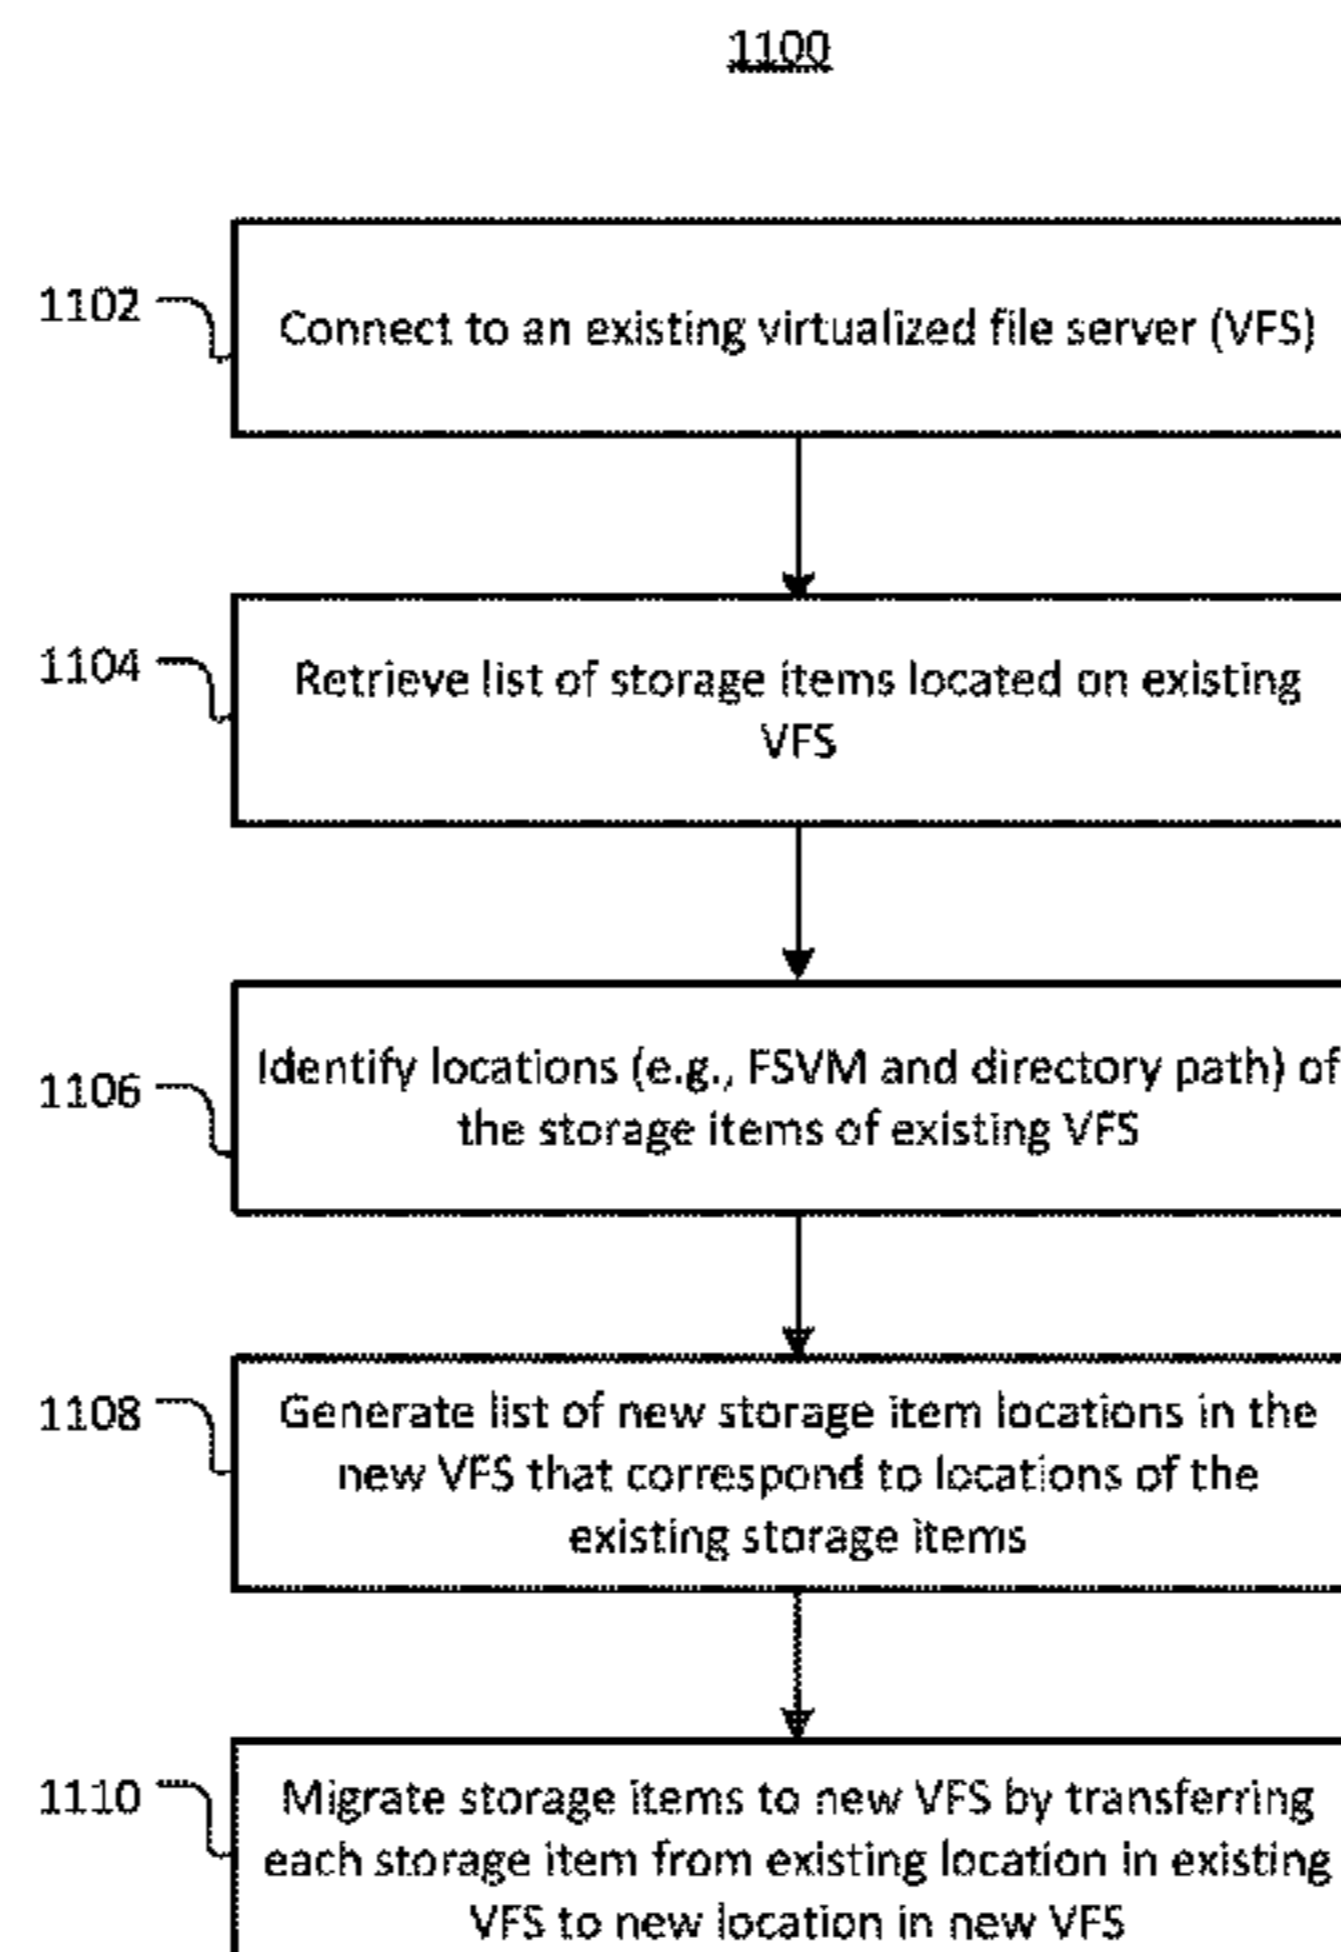 1100
1102
Connect to an existing virtualized file server (VFS)
1104
Retrieve list of storage items located on existing
VFS
1106
Identify locations (e.g., FSVM and directory path) of
the storage items of existing VFS
1108
Generate list of new storage item locations in the
new VFS that correspond to locations of the
existing storage items
1110
Migrate storage items to new VFS by transferring
each storage item from existing location in existing
VFS to new location in new VFS